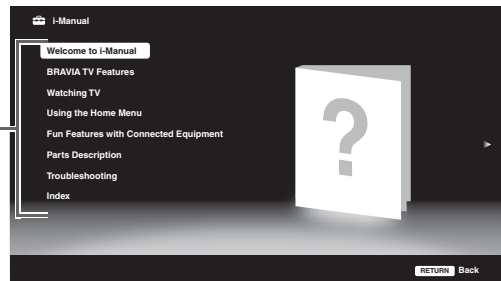 i-Manual
Welcome to i-Manual
BRAVIA TV Features
Watching TV
Using the Home Menu
Fun Features with Connected Equipment
Parts Description
Troubleshooting
Index
?
RETURN Back